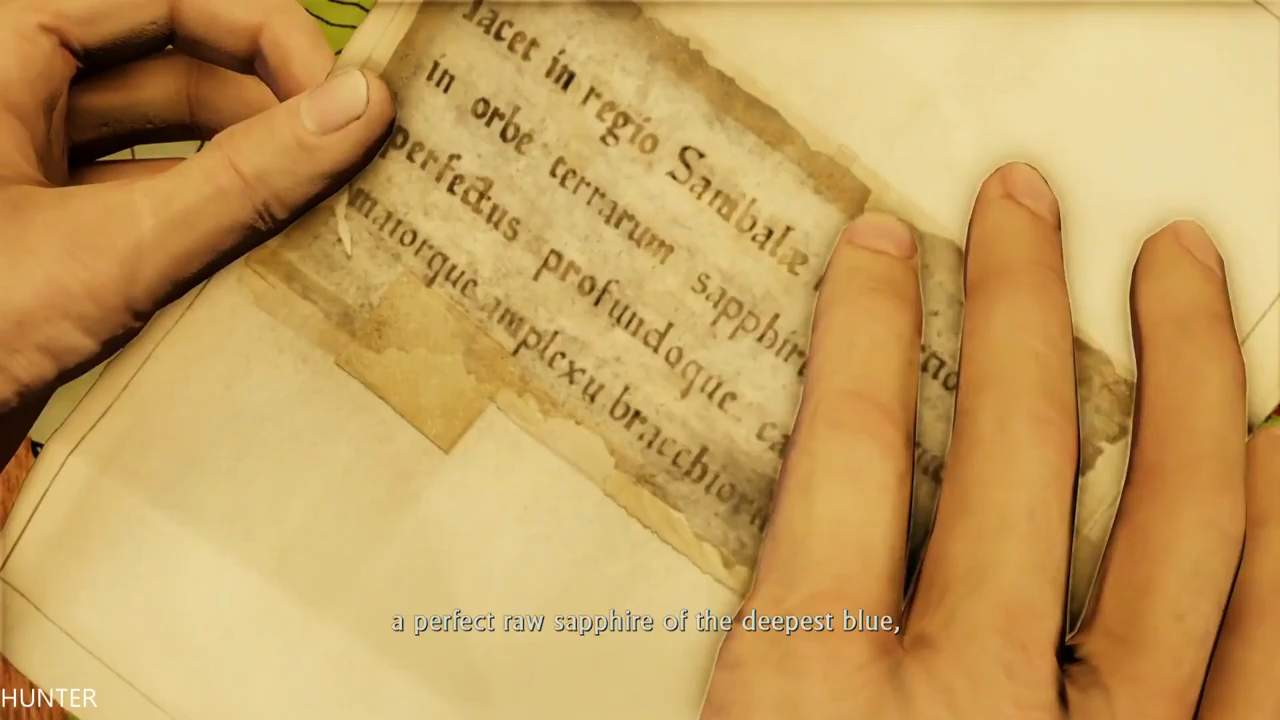 Iacet in regio Sambalæ
in orbe terrarum sapphir
perfectus profundoque
maiorque amplexu bracchior
a perfect raw sapphire of the deepest blue,
HUNTER